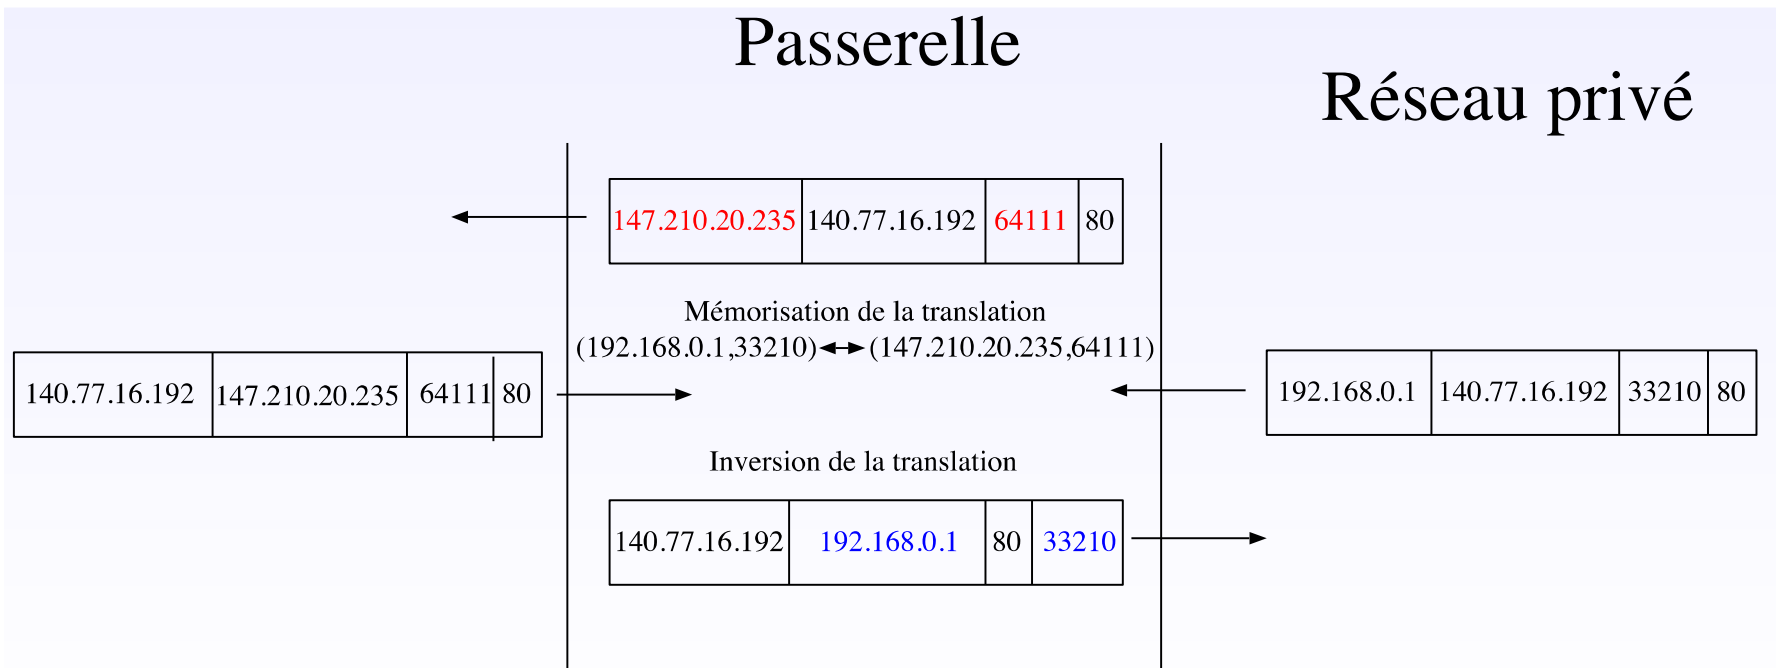 Passerelle
Réseau privé
147.210.20.235 140.77.16.192 64111 80
Mémorisation de la translation
(192.168.0.1,33210) (147.210.20.235,64111)
140.77.16.192 147.210.20.235 64111 80
192.168.0.1 140.77.16.192 33210 80
Inversion de la translation
140.77.16.192 192.168.0.1 80 33210